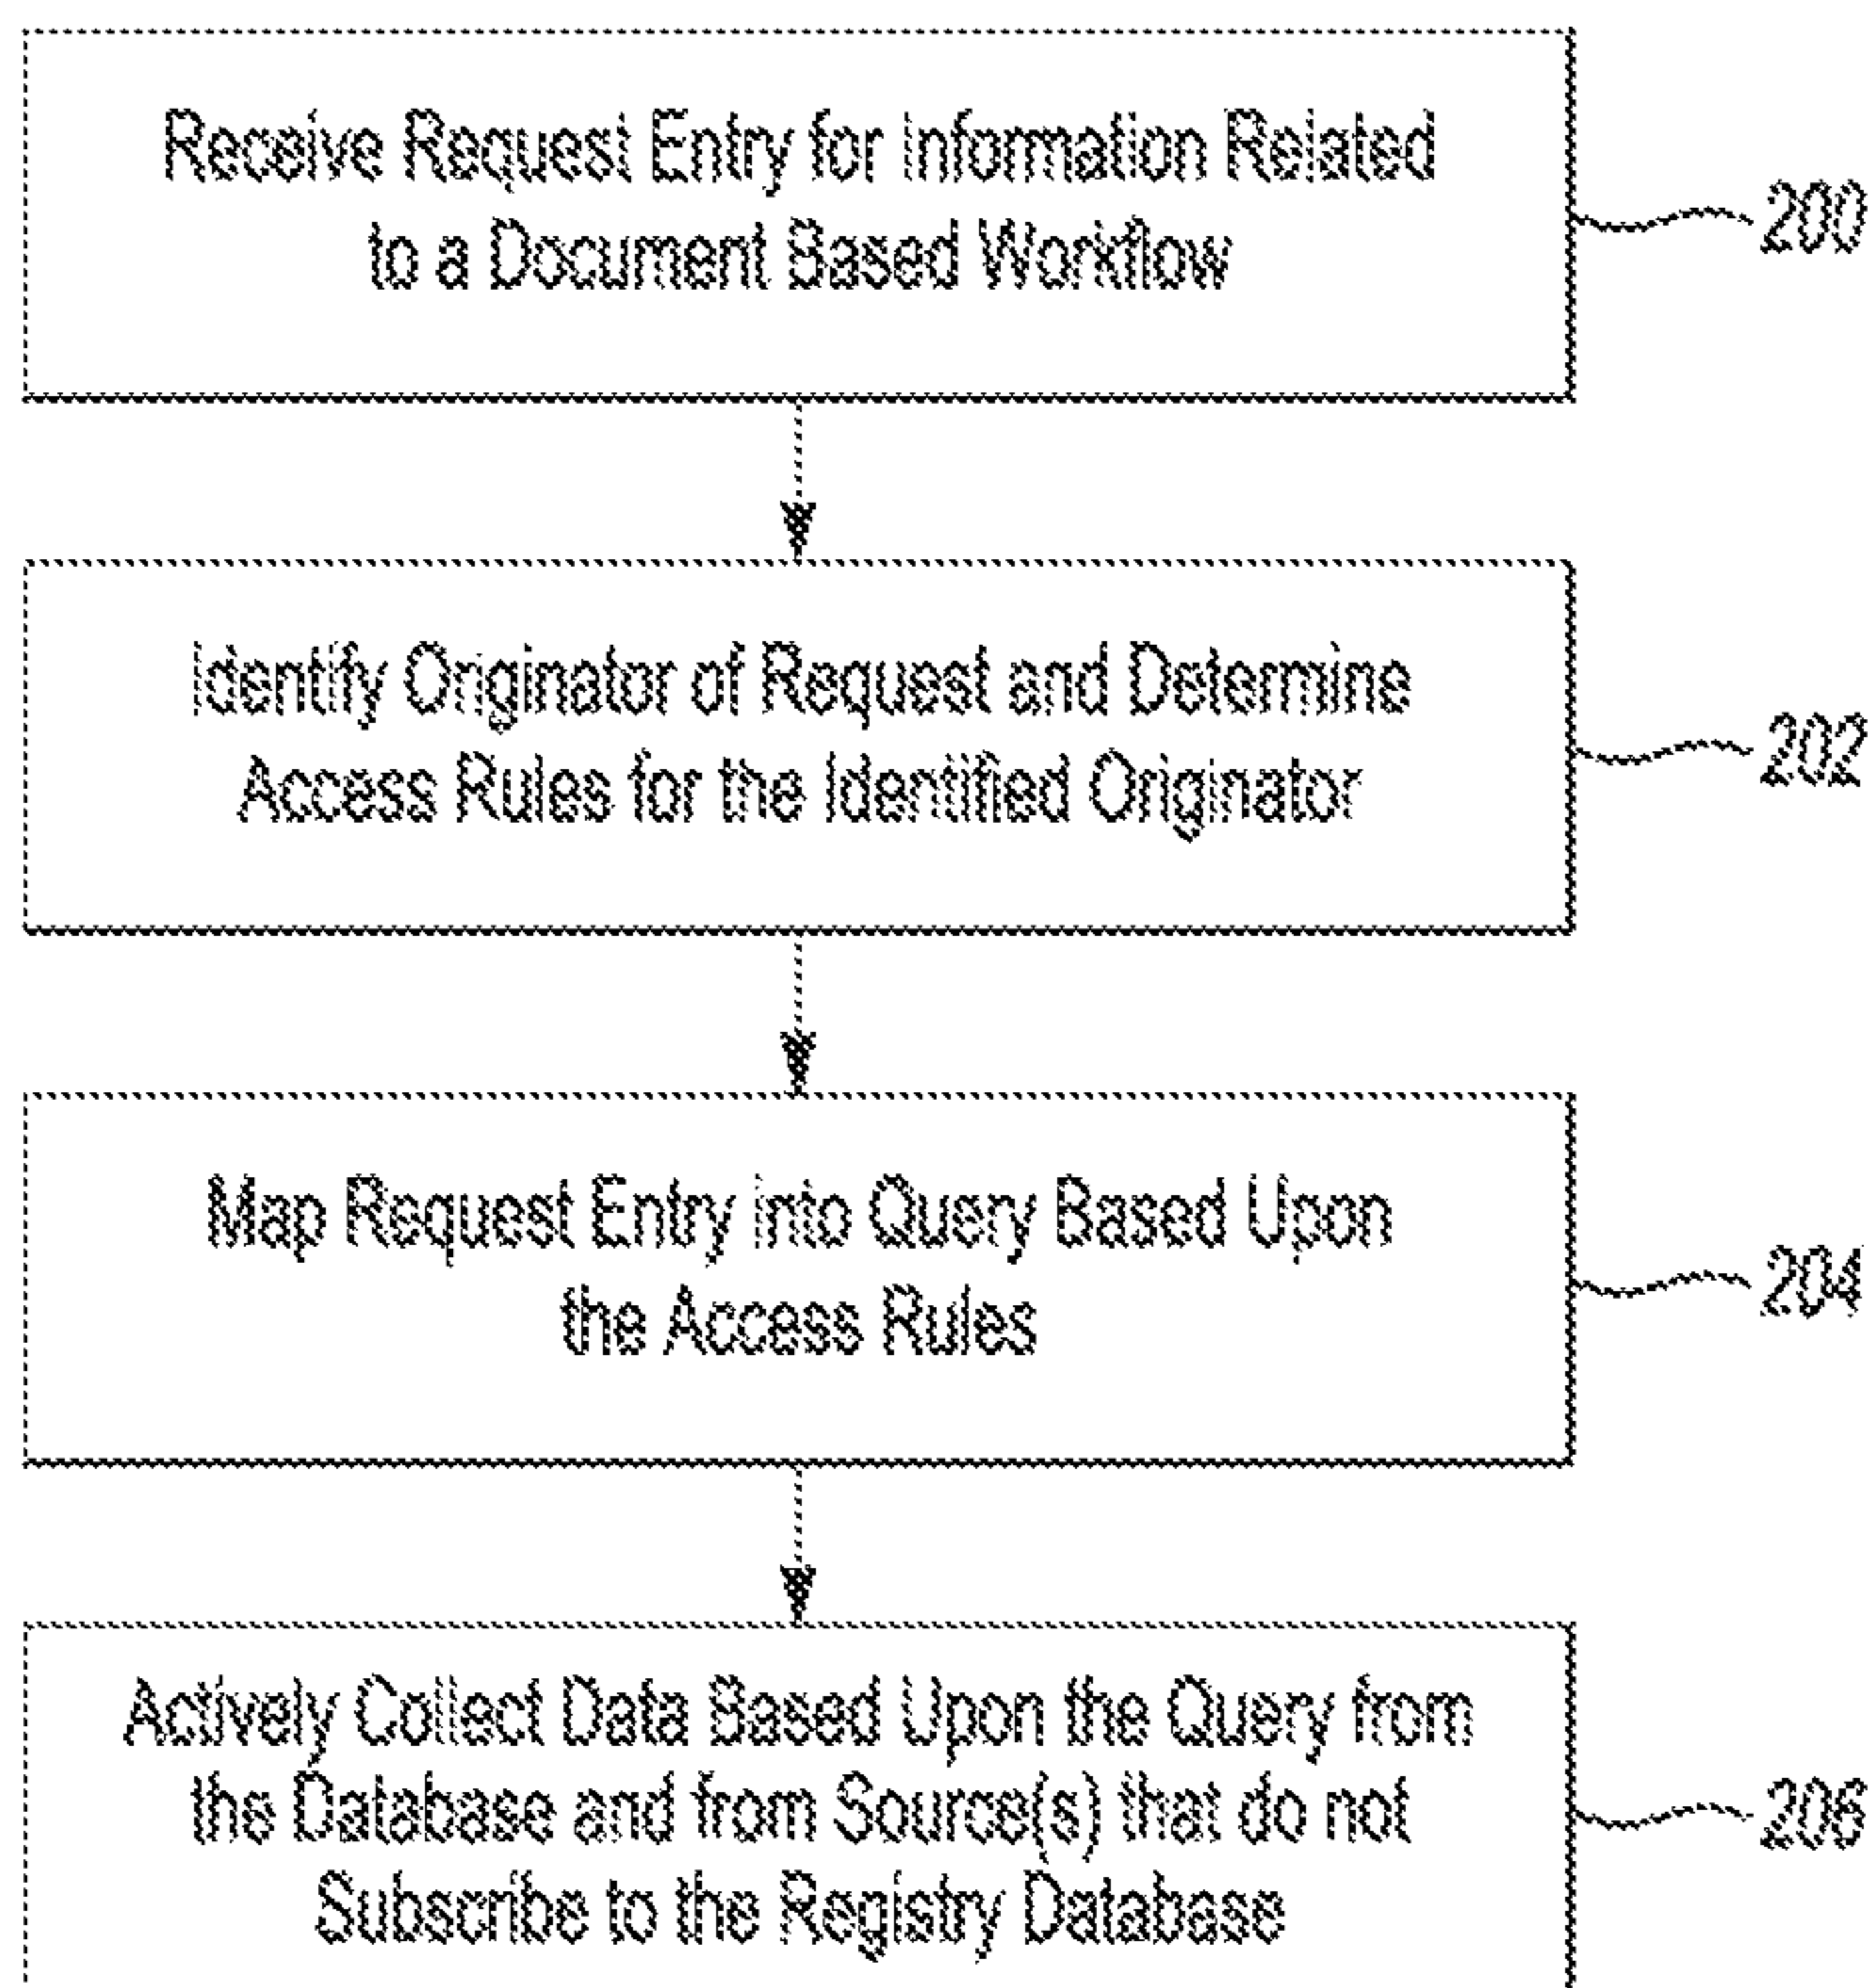 Receive Request Entry for Information Related
to a Document Based Workflow
200
Identify Originator of Request and Determine
Access Rules for the Identified Originator
202
Map Request Entry into Query Based Upon
the Access Rules
204
Actively Collect Data Based Upon the Query from
the Database and from Source(s) that do not
Subscribe to the Registry Database
206